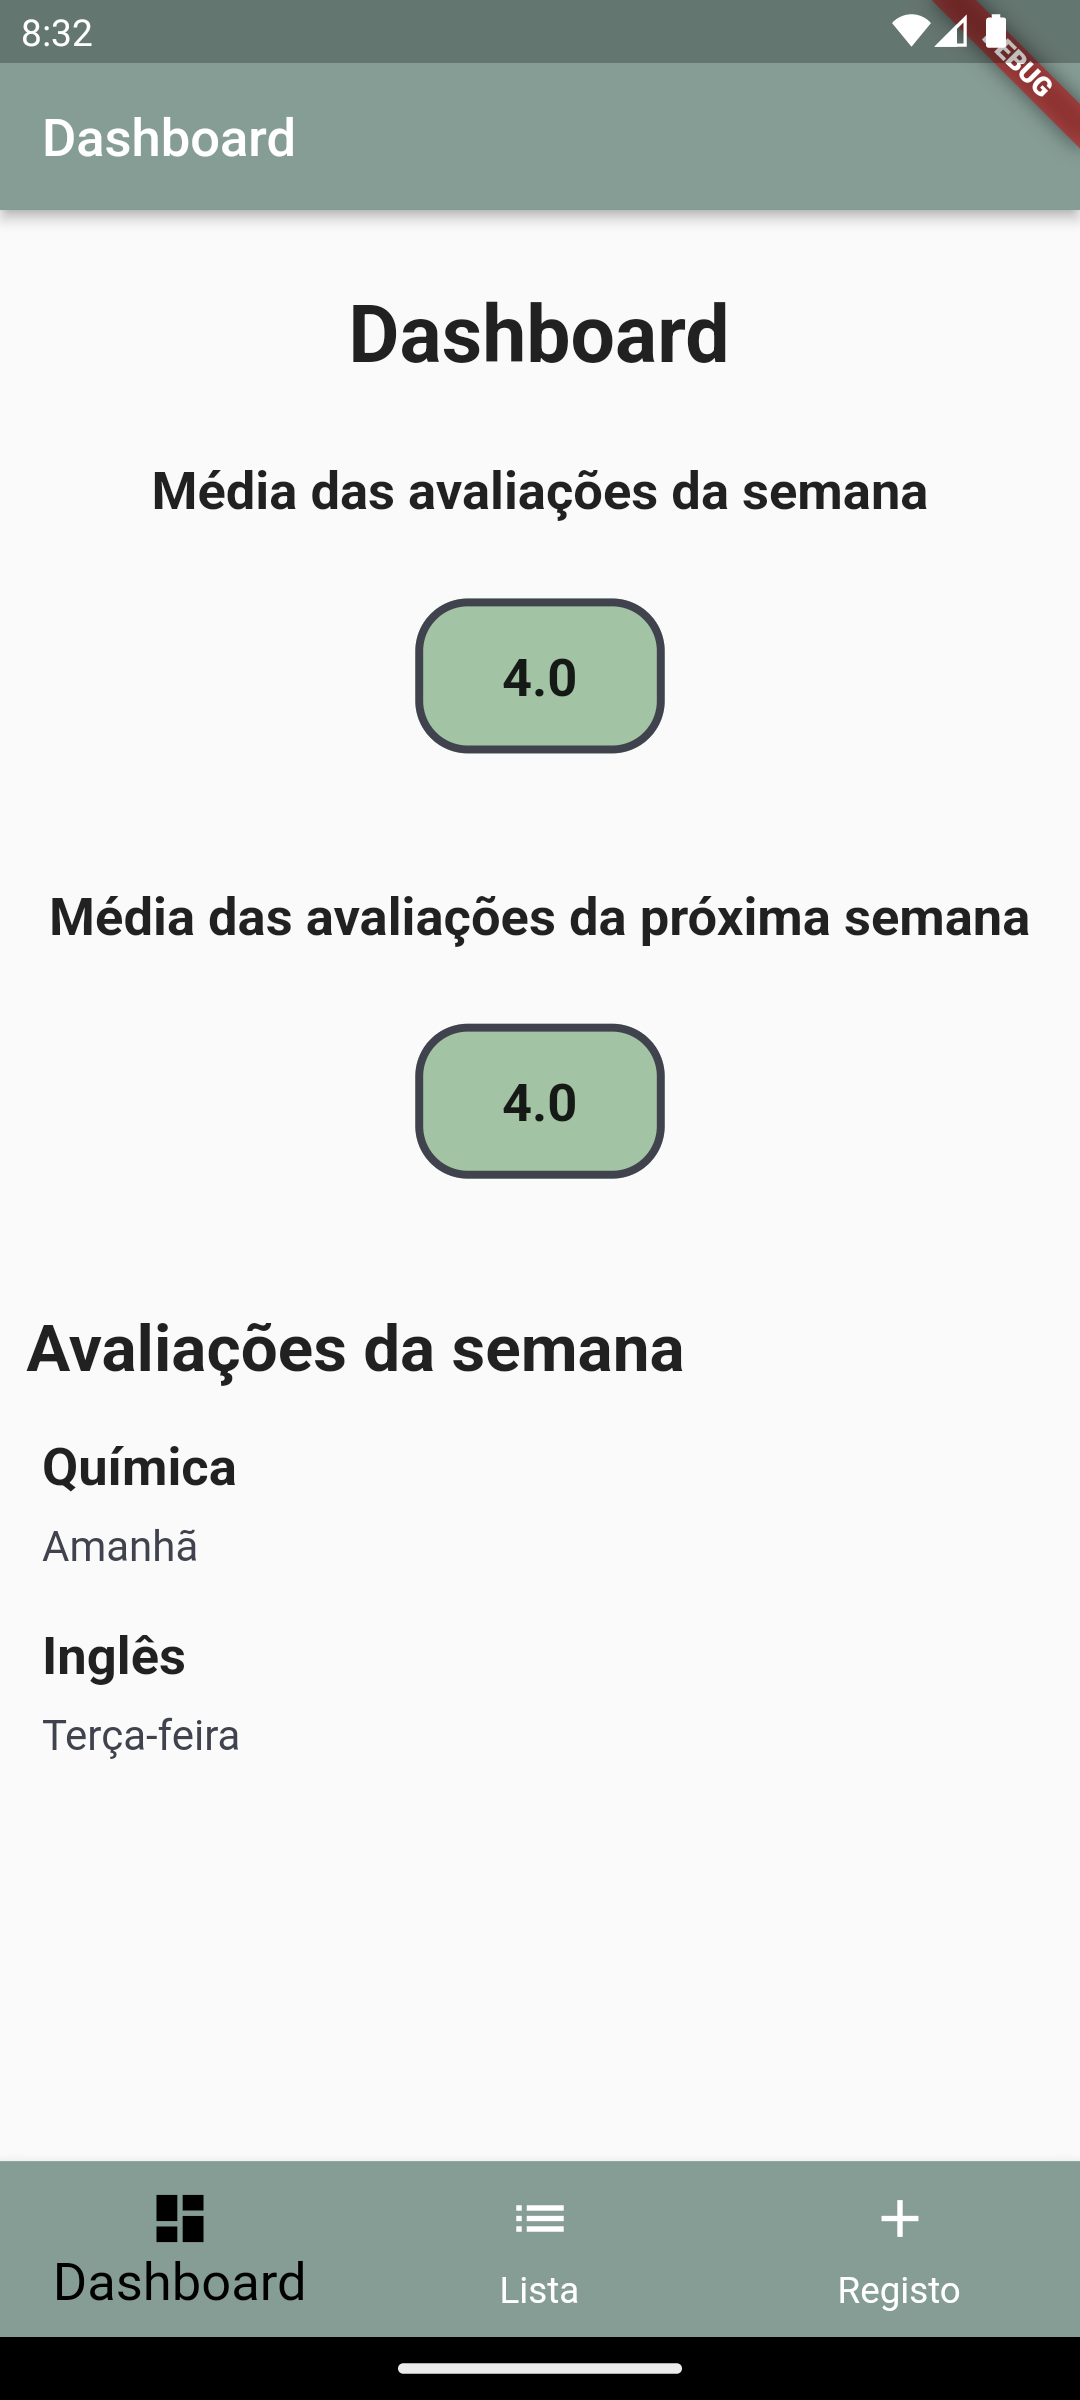 8:32
DEBUG
Dashboard
Dashboard
Média das avaliações da semana
4.0
Média das avaliações da próxima semana
4.0
Avaliações da semana
Química
Amanhã
Inglês
Terça-feira
Dashboard
Lista
Registo